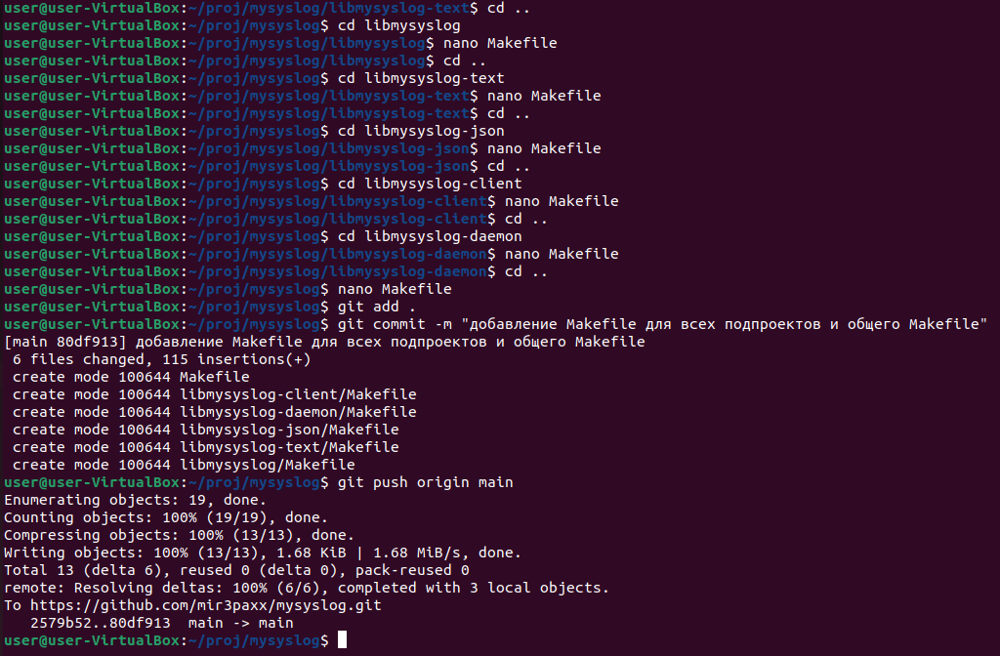 user@user-VirtualBox:~/proj/mysyslog/libmysyslog-text$ cd ..
user@user-VirtualBox:~/proj/mysyslog$ cd libmysyslog
user@user-VirtualBox:~/proj/mysyslog/libmysyslog$ nano Makefile
user@user-VirtualBox:~/proj/mysyslog/libmysyslog$ cd ..
user@user-VirtualBox:~/proj/mysyslog$ cd libmysyslog-text
user@user-VirtualBox:~/proj/mysyslog/libmysyslog-text$ nano Makefile
user@user-VirtualBox:~/proj/mysyslog/libmysyslog-text$ cd ..
user@user-VirtualBox:~/proj/mysyslog$ cd libmysyslog-json
user@user-VirtualBox:~/proj/mysyslog/libmysyslog-json$ nano Makefile
user@user-VirtualBox:~/proj/mysyslog/libmysyslog-json$ cd ..
user@user-VirtualBox:~/proj/mysyslog$ cd libmysyslog-client
user@user-VirtualBox:~/proj/mysyslog/libmysyslog-client$ nano Makefile
user@user-VirtualBox:~/proj/mysyslog/libmysyslog-client$ cd ..
user@user-VirtualBox:~/proj/mysyslog$ cd libmysyslog-daemon
user@user-VirtualBox:~/proj/mysyslog/libmysyslog-daemon$ nano Makefile
user@user-VirtualBox:~/proj/mysyslog/libmysyslog-daemon$ cd ..
user@user-VirtualBox:~/proj/mysyslog$ nano Makefile
user@user-VirtualBox:~/proj/mysyslog$ git add .
user@user-VirtualBox:~/proj/mysyslog$ git commit -m "добавление Makefile для всех подпроектов и общего Makefile"
[main 80df913] добавление Makefile для всех подпроектов и общего Makefile
 6 files changed, 115 insertions(+)
 create mode 100644 Makefile
 create mode 100644 libmysyslog-client/Makefile
 create mode 100644 libmysyslog-daemon/Makefile
 create mode 100644 libmysyslog-json/Makefile
 create mode 100644 libmysyslog-text/Makefile
 create mode 100644 libmysyslog/Makefile
user@user-VirtualBox:~/proj/mysyslog$ git push origin main
Enumerating objects: 19, done.
Counting objects: 100% (19/19), done.
Compressing objects: 100% (13/13), done.
Writing objects: 100% (13/13), 1.68 KiB | 1.68 MiB/s, done.
Total 13 (delta 6), reused 0 (delta 0), pack-reused 0
remote: Resolving deltas: 100% (6/6), completed with 3 local objects.
To https://github.com/mir3paxx/mysyslog.git
   2579b52..80df913  main -> main
user@user-VirtualBox:~/proj/mysyslog$